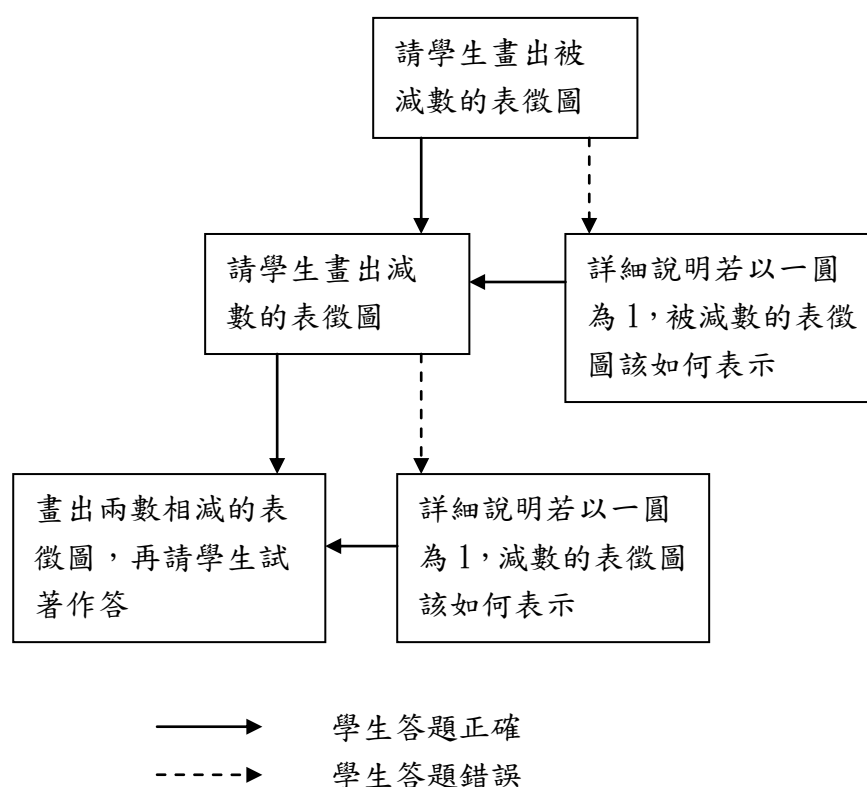 請學生畫出被
減數的表徵圖
請學生畫出減
數的表徵圖
詳細說明若以一圓
為 1，被減數的表徵
圖該如何表示
畫出兩數相減的表
徵圖，再請學生試
著作答
詳細說明若以一圓
為 1，減數的表徵圖
該如何表示
學生答題正確
學生答題錯誤